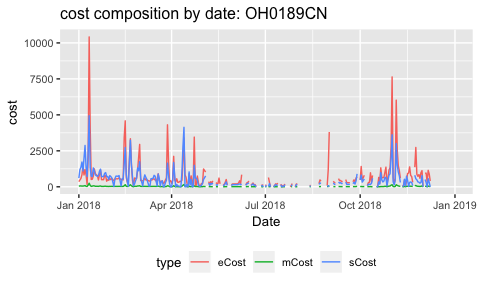 cost composition by date: OH0189CN
10000
7500
5000
2500
0
cost
Jan 2018 Apr 2018 Jul 2018 Oct 2018 Jan 2019
Date
type eCost mCost sCost